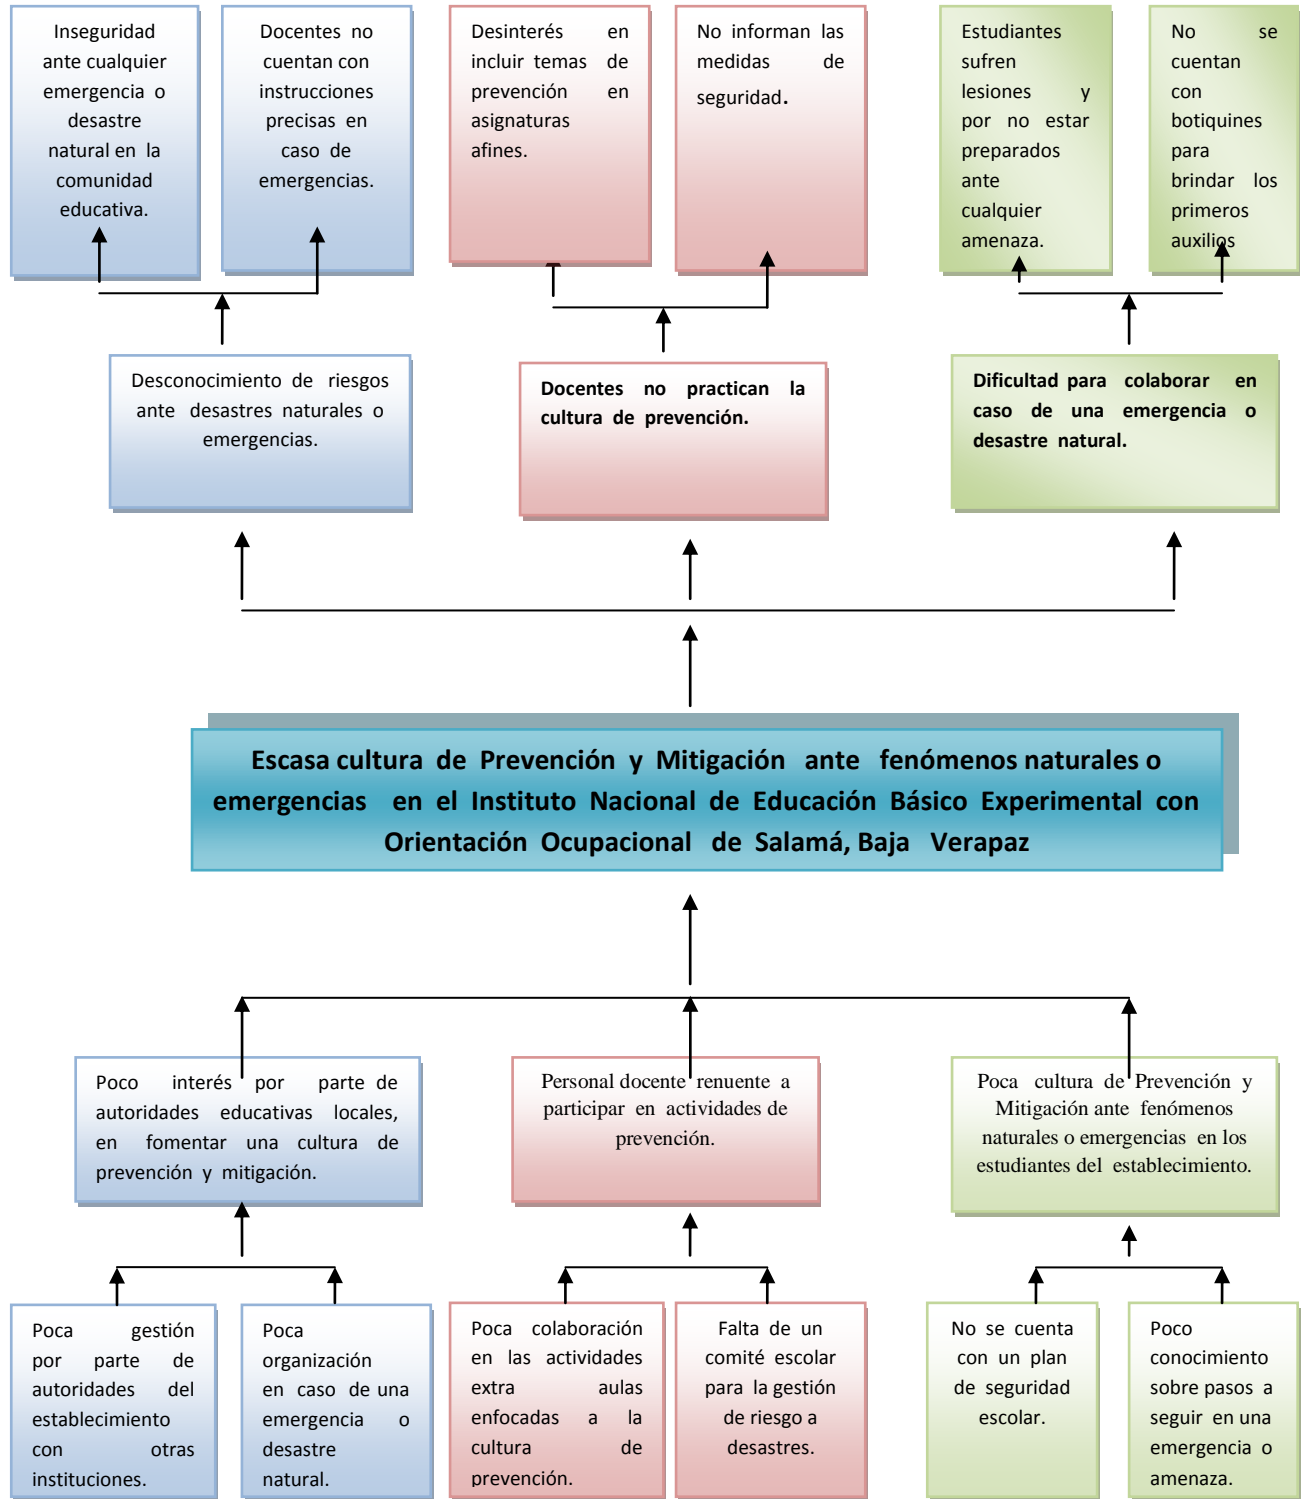 Inseguridad
ante cualquier
emergencia o
desastre
natural en la
comunidad
educativa.
Docentes no
cuentan con
instrucciones
precisas en
caso de
emergencias.
Desinterés en
incluir temas de
prevención en
asignaturas
afines.
No informan las
medidas de
seguridad.
Estudiantes
sufren
lesiones y
por no estar
preparados
ante
cualquier
amenaza.
No se
cuentan
con
botiquines
para
brindar los
primeros
auxilios
Desconocimiento de riesgos
ante desastres naturales o
emergencias.
Docentes no practican la
cultura de prevención.
Dificultad para colaborar en
caso de una emergencia o
desastre natural.
Escasa cultura de Prevención y Mitigación ante fenómenos naturales o
emergencias en el Instituto Nacional de Educación Básico Experimental con
Orientación Ocupacional de Salamá, Baja Verapaz
Poco interés por parte de
autoridades educativas locales,
en fomentar una cultura de
prevención y mitigación.
Personal docente renuente a
participar en actividades de
prevención.
Poca cultura de Prevención y
Mitigación ante fenómenos
naturales o emergencias en los
estudiantes del establecimiento.
Poca gestión
por parte de
autoridades del
establecimiento
con otras
instituciones.
Poca
organización
en caso de una
emergencia o
desastre
natural.
Poca colaboración
en las actividades
extra aulas
enfocadas a la
cultura de
prevención.
Falta de un
comité escolar
para la gestión
de riesgo a
desastres.
No se cuenta
con un plan
de seguridad
escolar.
Poco
conocimiento
sobre pasos a
seguir en una
emergencia o
amenaza.